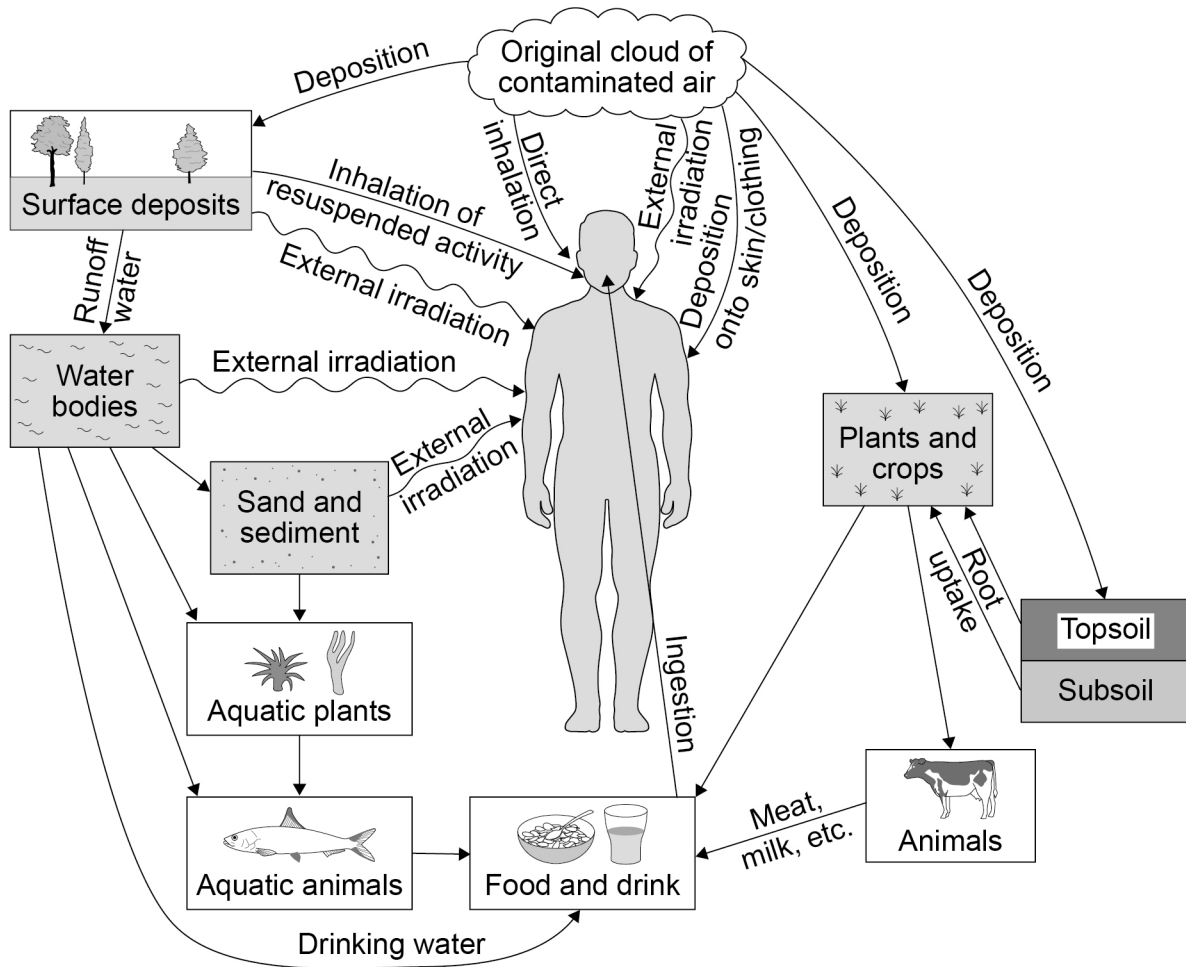 Original cloud of
contaminated air
Deposition
Surface deposits
Inhalation of
resuspended activity
Direct
inhalation
External
irradiation
Deposition
onto skin/clothing
Deposition
Deposition
External irradiation
Runoff
water
Water
bodies
External irradiation
Sand and
sediment
External
irradiation
Plants and
crops
Root
uptake
Topsoil
Subsoil
Aquatic plants
Ingestion
Aquatic animals
Food and drink
Meat,
milk, etc.
Animals
Drinking water